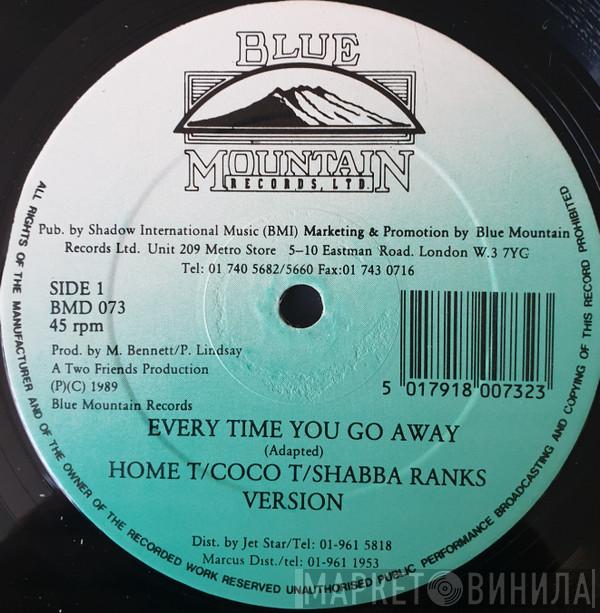 BLUE
MOUNTAIN
RECORDS, LTD.
Pub. by Shadow International Music (BMI) Marketing & Promotion by Blue Mountain
Records Ltd. Unit 209 Metro Store 5-10 Eastman Road. London W.3 7YG
Tel: 01 740 5682/5660 Fax:01 743 0716
SIDE 1
BMD 073
45 rpm
Prod. by M. Bennett/P. Lindsay
A Two Friends Production
(P)(C) 1989
Blue Mountain Records
5 017918 007323
EVERY TIME YOU GO AWAY
(Adapted)
HOME T/COCO T/SHABBA RANKS
VERSION
Dist. by Jet Star/Tel: 01-961 5818
Marcus Dist./tel: 01-961 1953
ALL RIGHTS OF THE MANUFACTURER AND OF THE OWNER OF THE RECORDED WORK RESERVED UNAUTHORISED PUBLIC PERFORMANCE BROADCASTING AND COPYING OF THIS RECORD PROHIBITED
МАРКЕТ ВИНИЛА